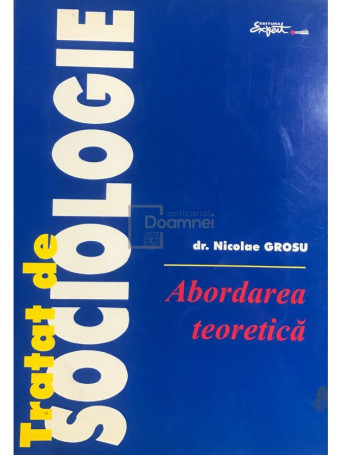 EDITURA
Expert
Tratat de
SOCIOLOGIE
anticariat
Doamnei
dr. Nicolae GROSU
Abordarea
teoretică